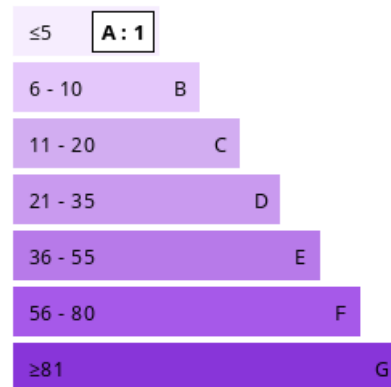 ≤5 A : 1
6 - 10 B
11 - 20 C
21 - 35 D
36 - 55 E
56 - 80 F
≥81 G